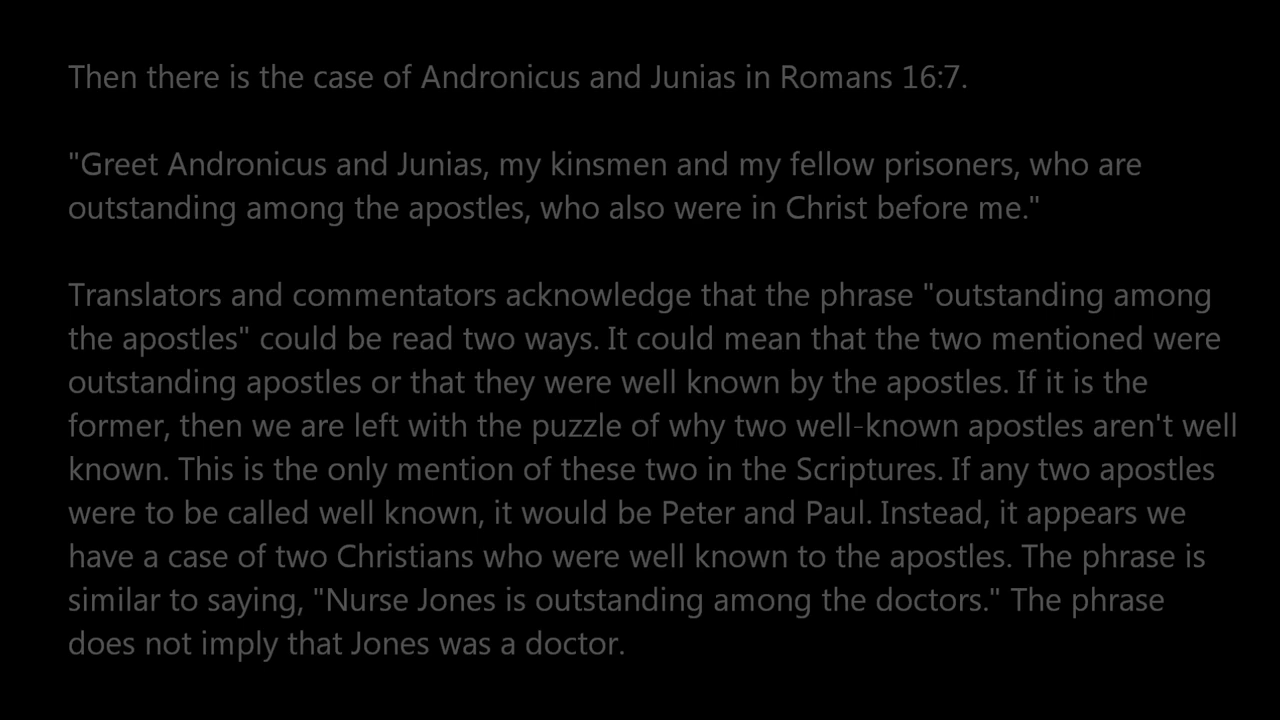 Then there is the case of Andronicus and Junias in Romans 16:7.
"Greet Andronicus and Junias, my kinsmen and my fellow prisoners, who are
outstanding among the apostles, who also were in Christ before me."
Translators and commentators acknowledge that the phrase "outstanding among
the apostles" could be read two ways. It could mean that the two mentioned were
outstanding apostles or that they were well known by the apostles. If it is the
former, then we are left with the puzzle of why two well-known apostles aren't well
known. This is the only mention of these two in the Scriptures. If any two apostles
were to be called well known, it would be Peter and Paul. Instead, it appears we
have a case of two Christians who were well known to the apostles. The phrase is
similar to saying, "Nurse Jones is outstanding among the doctors." The phrase
does not imply that Jones was a doctor.